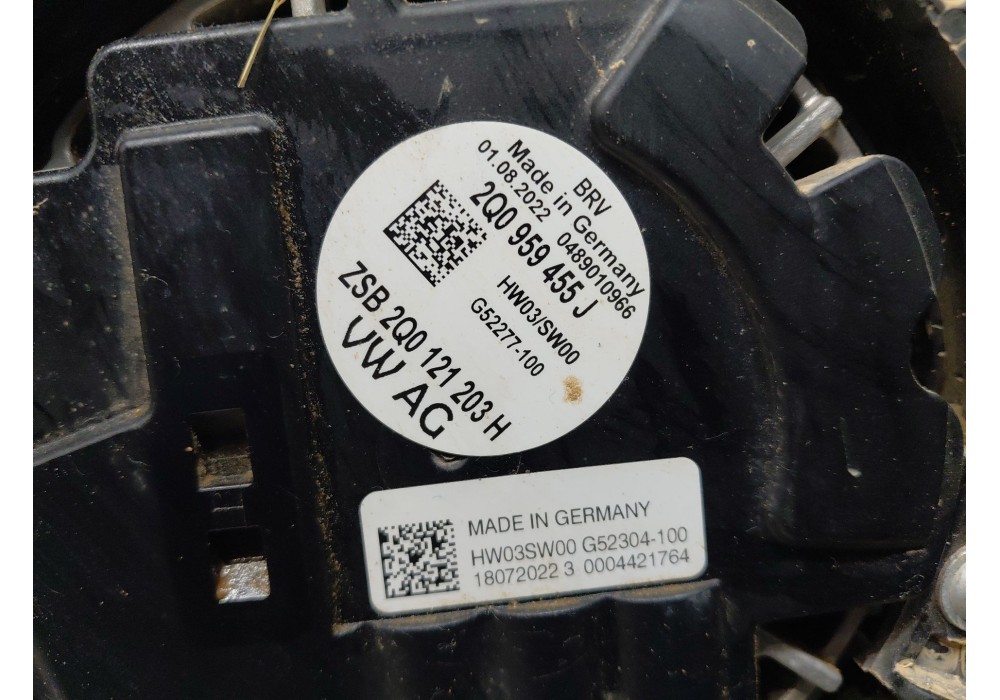 BRV
Made in Germany
01.08.2022 0489010966
2Q0 959 455 J
HW03/SW00
G52277-100
ZSB 2Q0 121 203 H
VW AG
MADE IN GERMANY
HW03SW00 G52304-100
18072022 3 0004421764